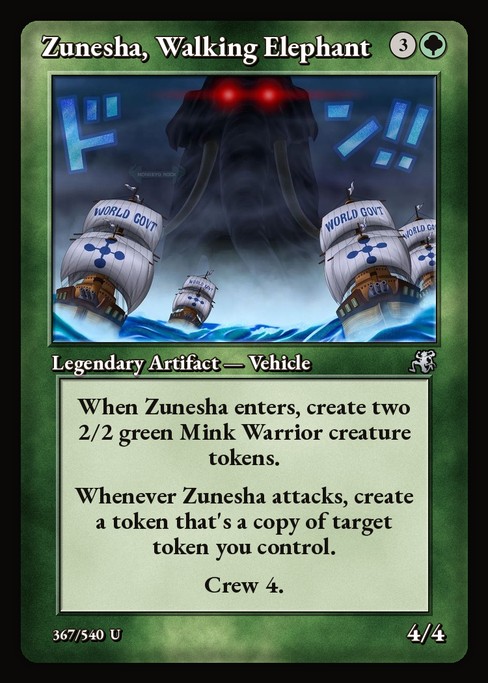 Zunesha, Walking Elephant 3
ドン!!
WORLD GOVT
WORLD GOVT
WORLD GOVT
Legendary Artifact — Vehicle
When Zunesha enters, create two
2/2 green Mink Warrior creature
tokens.
Whenever Zunesha attacks, create
a token that's a copy of target
token you control.
Crew 4.
367/540 U
4/4